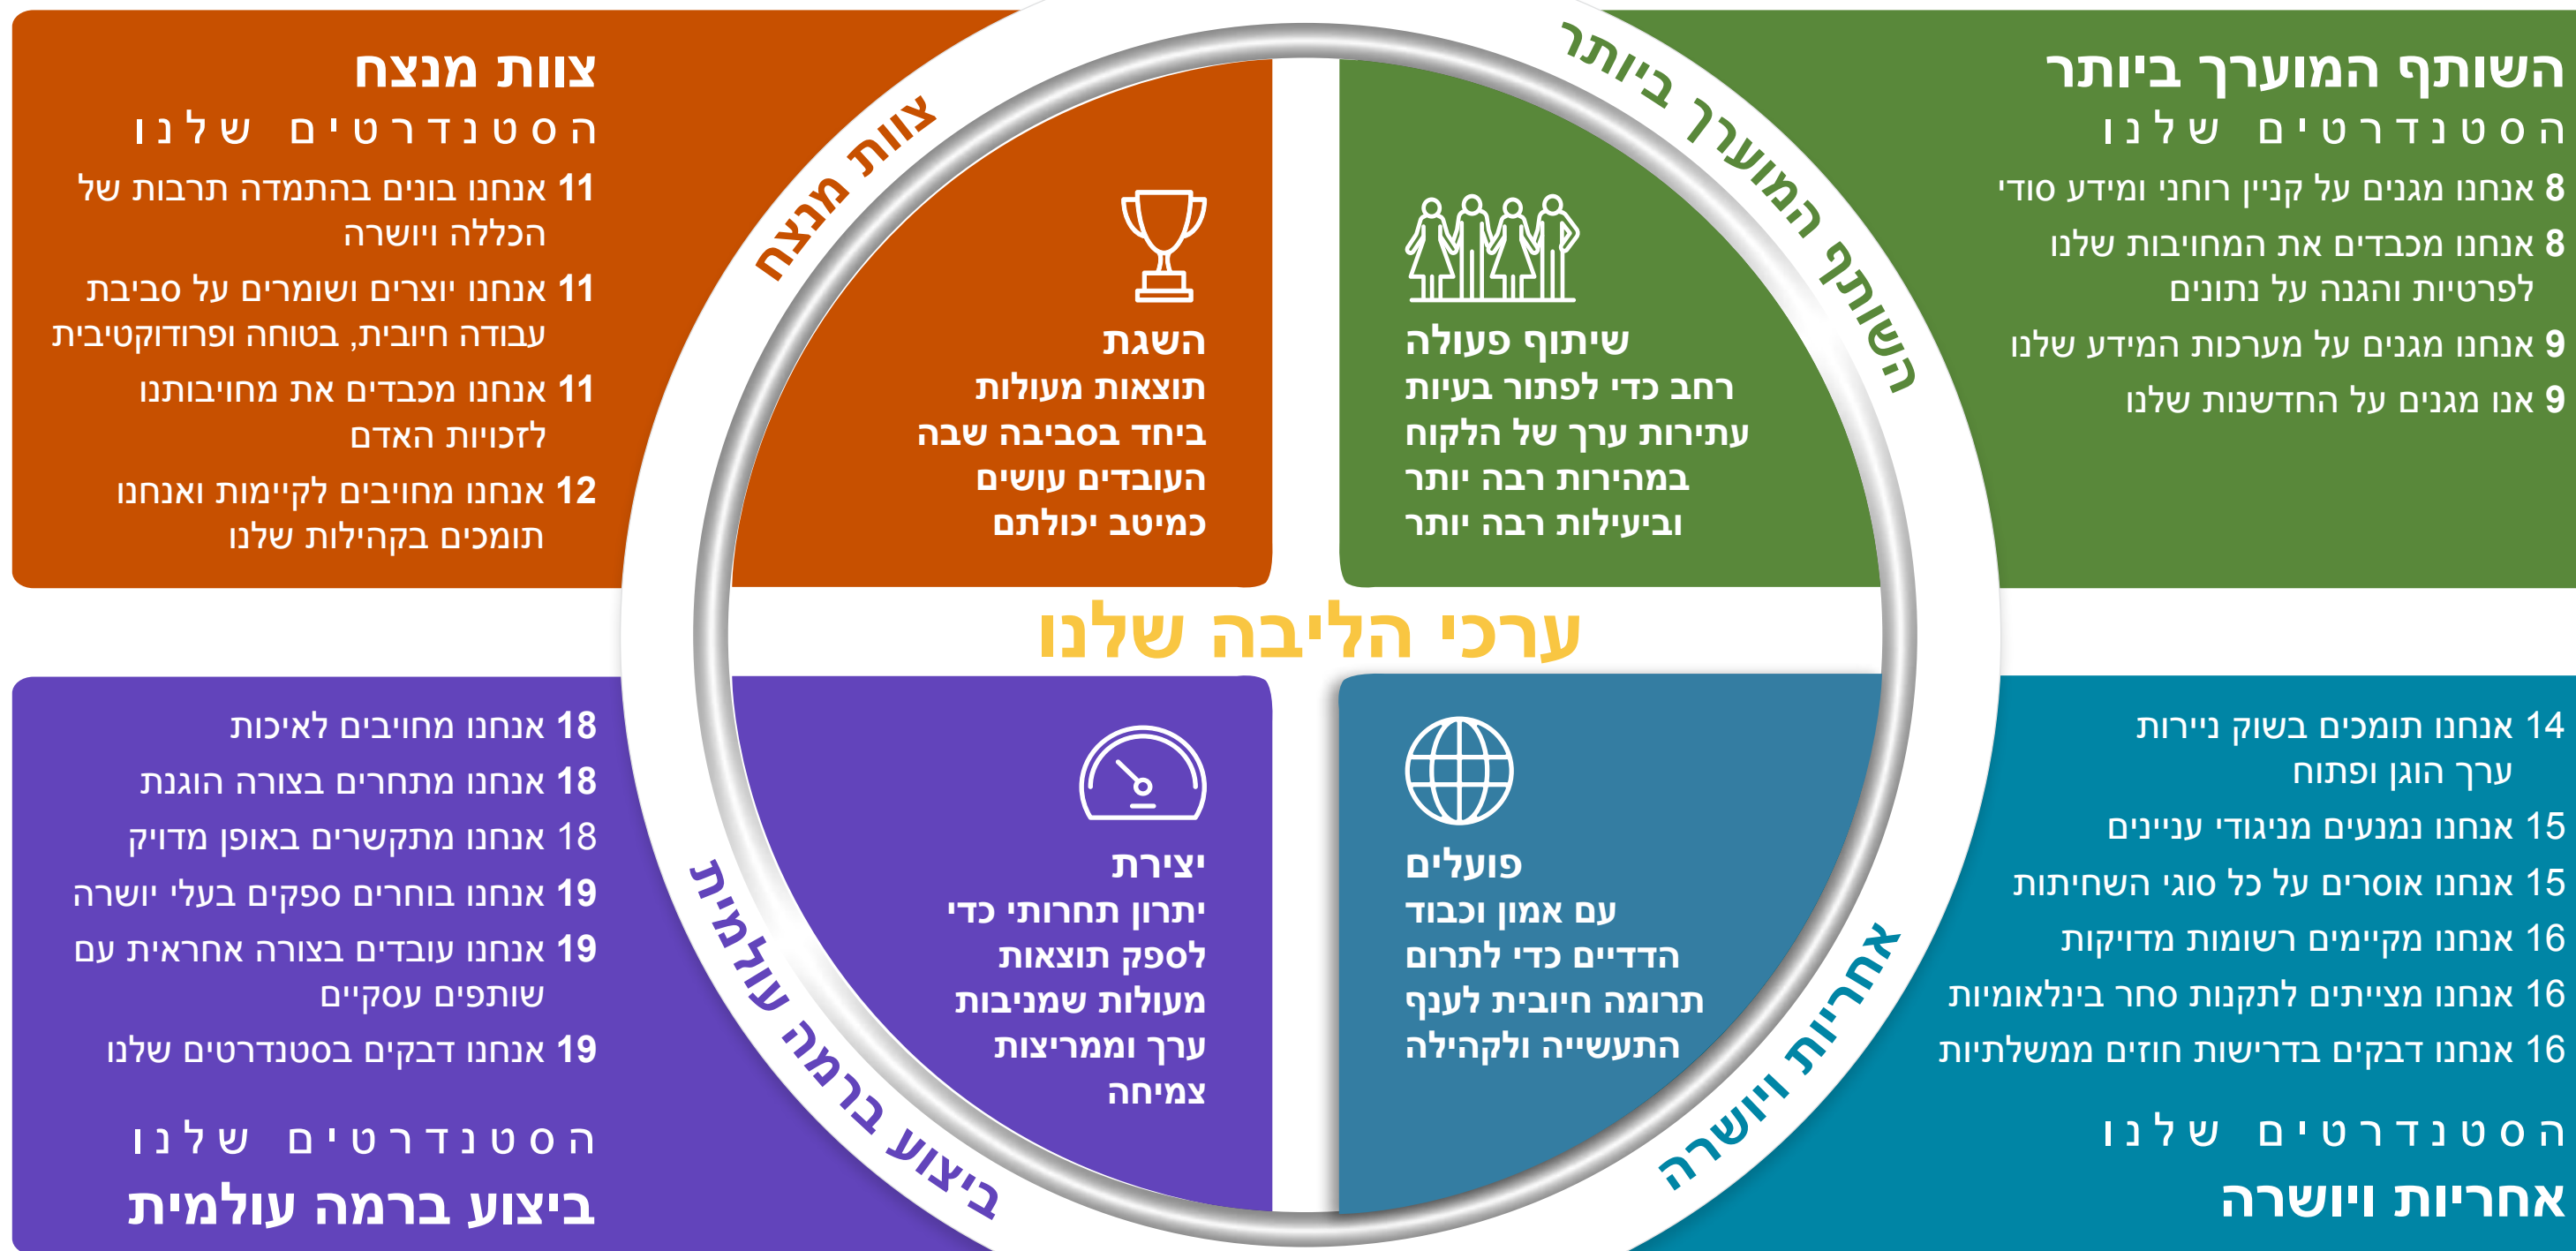 השותף המוערך ביותר
הסטנדרטים שלנו
8 אנחנו מגנים על קניין רוחני ומידע סודי
8 אנחנו מכבדים את המחויבות שלנו
לפרטיות והגנה על נתונים
9 אנחנו מגנים על מערכות המידע שלנו
9 אנו מגנים על החדשנות שלנו
השותף המוערך ביותר
שיתוף פעולה
רחב כדי לפתור בעיות
עתירות ערך של הלקוח
במהירות רבה יותר
וביעילות רבה יותר
צוות מנצח
השגת
תוצאות מעולות
ביחד בסביבה שבה
העובדים עושים
כמיטב יכולתם
צוות מנצח
הסטנדרטים שלנו
11 אנחנו בונים בהתמדה תרבות של
הכללה ויושרה
11 אנחנו יוצרים ושומרים על סביבת
עבודה חיובית, בטוחה ופרודוקטיבית
11 אנחנו מכבדים את מחויבותנו
לזכויות האדם
12 אנחנו מחויבים לקיימות ואנחנו
תומכים בקהילות שלנו
ערכי הליבה שלנו
14 אנחנו תומכים בשוק ניירות
ערך הוגן ופתוח
15 אנחנו נמנעים מניגודי עניינים
15 אנחנו אוסרים על כל סוגי השחיתות
16 אנחנו מקיימים רשומות מדויקות
16 אנחנו מצייתים לתקנות סחר בינלאומיות
16 אנחנו דבקים בדרישות חוזים ממשלתיות
הסטנדרטים שלנו
אחריות ויושרה
אחריות ויושרה
פועלים
עם אמון וכבוד
הדדיים כדי לתרום
תרומה חיובית לענף
התעשייה ולקהילה
יצירת
יתרון תחרותי כדי
לספק תוצאות
מעולות שמניבות
ערך וממריצות
צמיחה
ביצוע ברמה עולמית
18 אנחנו מחויבים לאיכות
18 אנחנו מתחרים בצורה הוגנת
18 אנחנו מתקשרים באופן מדויק
19 אנחנו בוחרים ספקים בעלי יושרה
19 אנחנו עובדים בצורה אחראית עם
שותפים עסקיים
19 אנחנו דבקים בסטנדרטים שלנו
הסטנדרטים שלנו
ביצוע ברמה עולמית